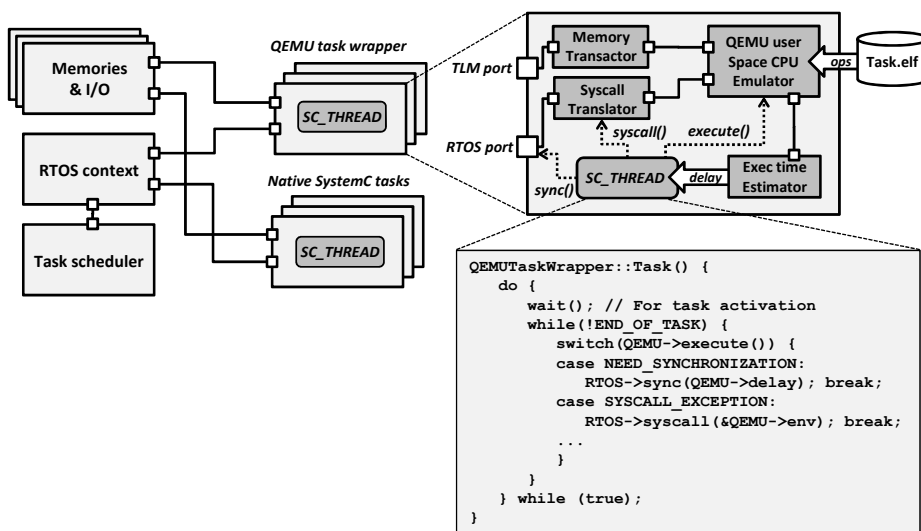 Memories
& I/O
RTOS context
Task scheduler
QEMU task wrapper
SC_THREAD
Native SystemC tasks
SC_THREAD
TLM port
RTOS port
Memory
Transactor
Syscall
Translator
QEMU user
Space CPU
Emulator
ops
Task.elf
syscall()
execute()
sync()
SC_THREAD
delay
Exec time
Estimator
QEMUTaskWrapper::Task() {
do {
wait(); // For task activation
while(!END_OF_TASK) {
switch(QEMU->execute()) {
case NEED_SYNCHRONIZATION:
RTOS->sync(QEMU->delay); break;
case SYSCALL_EXCEPTION:
RTOS->syscall(&QEMU->env); break;
...
}
}
} while (true);
}